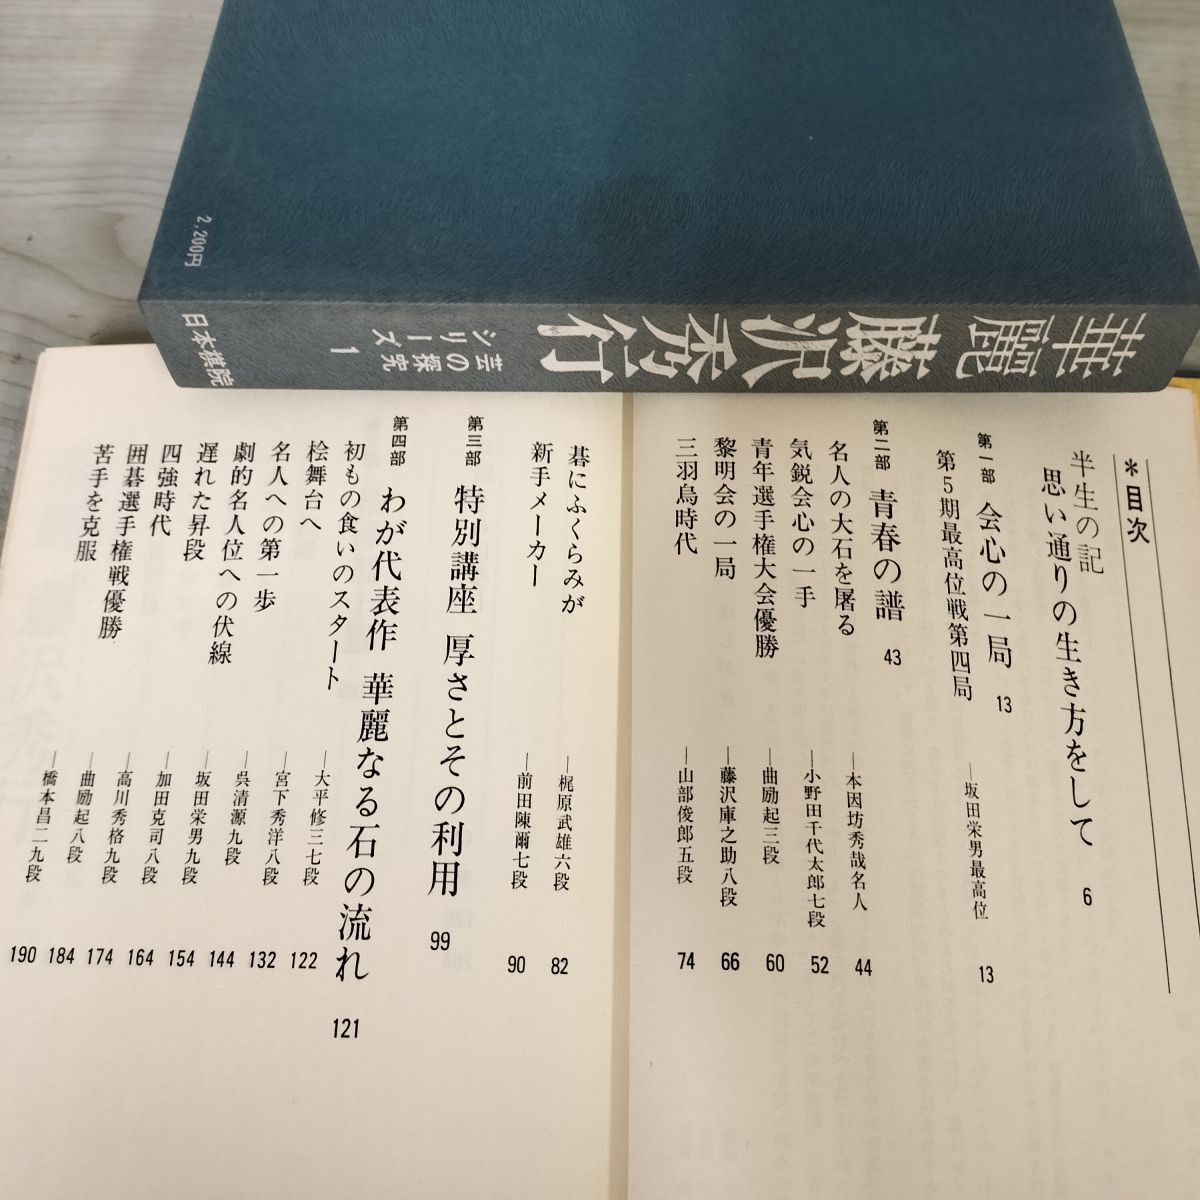 2,200円
華麗 藤沢秀行
芸の探究
シリーズ 1
日本棋院
*目次
半生の記
思い通りの生き方をして 6
第一部 会心の一局 13
第5期最高位戦第四局 ―坂田栄男最高位 13
第二部 青春の譜 43
名人の大石を屠る ―本因坊秀哉名人 44
気鋭会心の一手 ―小野田千代太郎七段 52
青年選手権大会優勝 ―曲励起三段 60
黎明会の一局 ―藤沢庫之助八段 66
三羽烏時代 ―山部俊郎五段 74
碁にふくらみが ―梶原武雄六段 82
新手メーカー ―前田陳爾七段 90
第三部 特別講座 厚さとその利用 99
第四部 わが代表作 華麗なる石の流れ 121
初もの食いのスタート ―大平修三七段 122
桧舞台へ ―宮下秀洋八段 132
名人への第一歩 ―呉清源九段 144
劇的名人位への伏線 ―坂田栄男九段 154
遅れた昇段 ―加田克司八段 164
四強時代 ―高川秀格九段 174
囲碁選手権戦優勝 ―曲励起八段 184
苦手を克服 ―橋本昌二九段 190